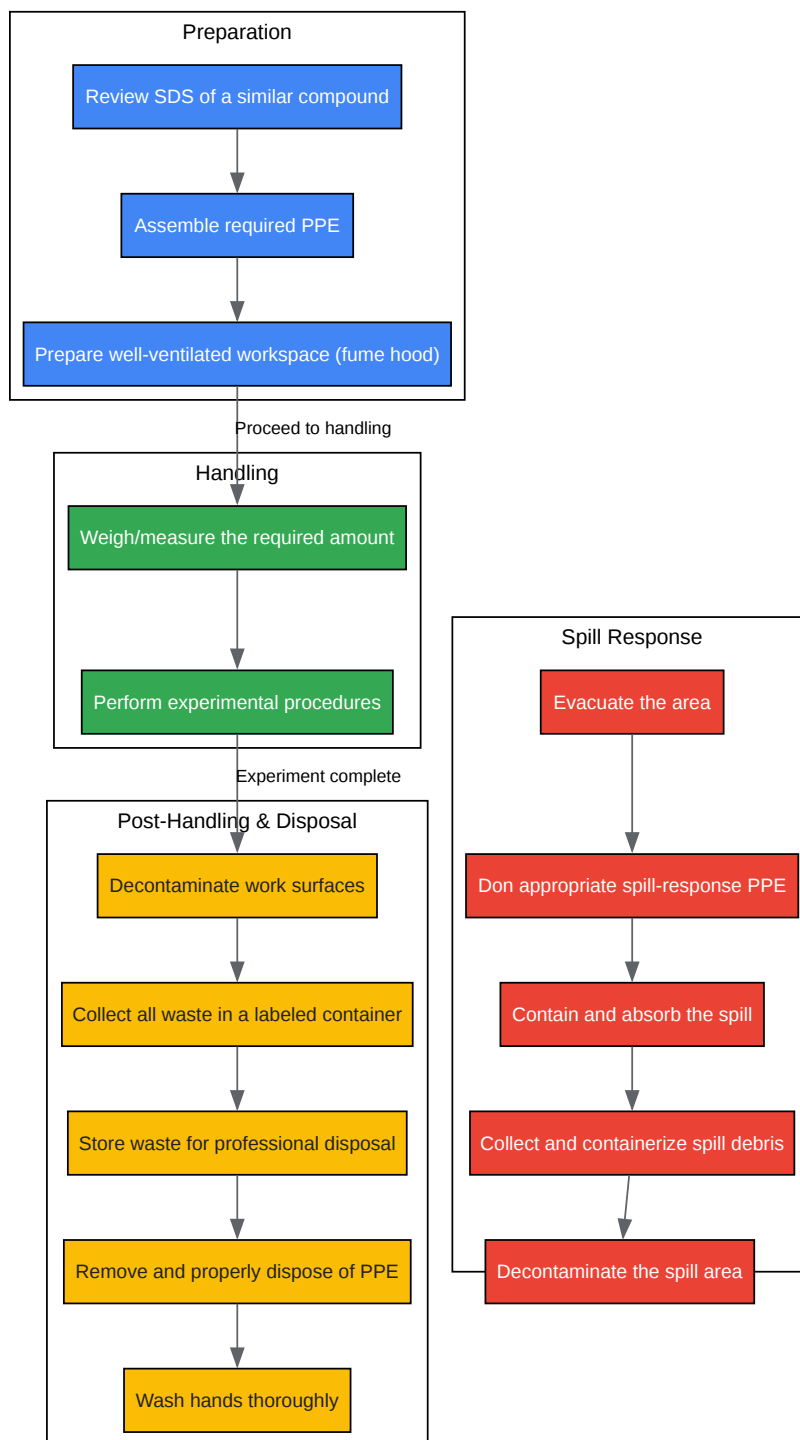 Preparation
Review SDS of a similar compound
Assemble required PPE
Prepare well-ventilated workspace (fume hood)
Proceed to handling
Handling
Weigh/measure the required amount
Perform experimental procedures
Experiment complete
Post-Handling & Disposal
Decontaminate work surfaces
Collect all waste in a labeled container
Store waste for professional disposal
Remove and properly dispose of PPE
Wash hands thoroughly
Spill Response
Evacuate the area
Don appropriate spill-response PPE
Contain and absorb the spill
Collect and containerize spill debris
Decontaminate the spill area